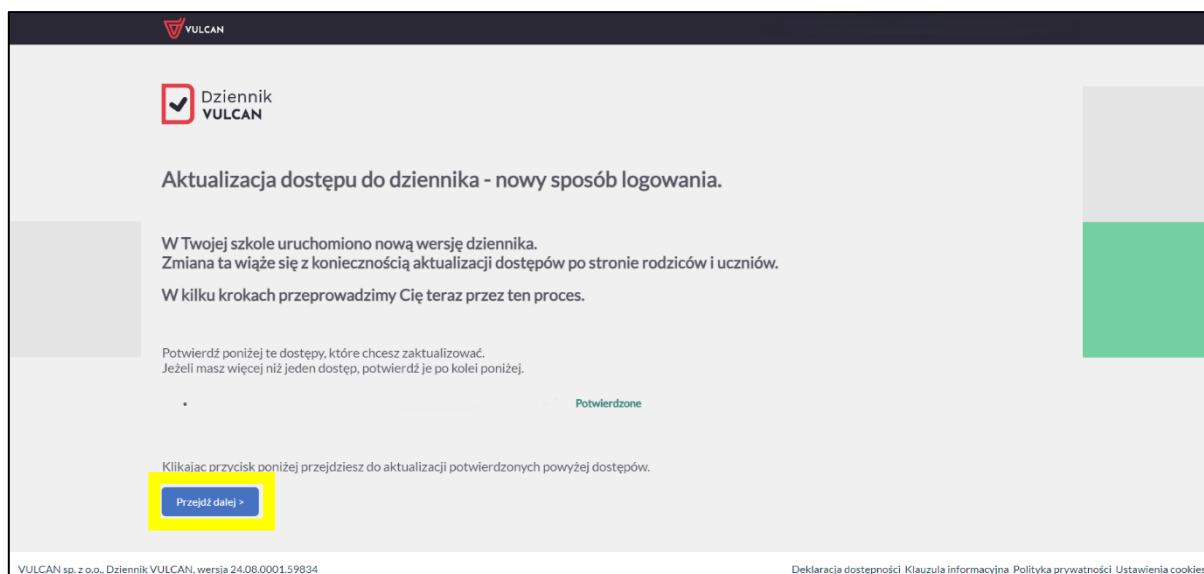 VULCAN
Dziennik
VULCAN
Aktualizacja dostępu do dziennika - nowy sposób logowania.
W Twojej szkole uruchomiono nową wersję dziennika.
Zmiana ta wiąże się z koniecznością aktualizacji dostępów po stronie rodziców i uczniów.
W kilku krokach przeprowadzimy Cię teraz przez ten proces.
Potwierdź poniżej te dostępy, które chcesz zaktualizować.
Jeżeli masz więcej niż jeden dostęp, potwierdź je po kolei poniżej.
• Potwierdzone
Klikając przycisk poniżej przejdziesz do aktualizacji potwierdzonych powyżej dostępów.
Przejdź dalej >
VULCAN sp. z o.o., Dziennik VULCAN, wersja 24.08.0001.59834 Deklaracja dostępności Klauzula informacyjna Polityka prywatności Ustawienia cookies